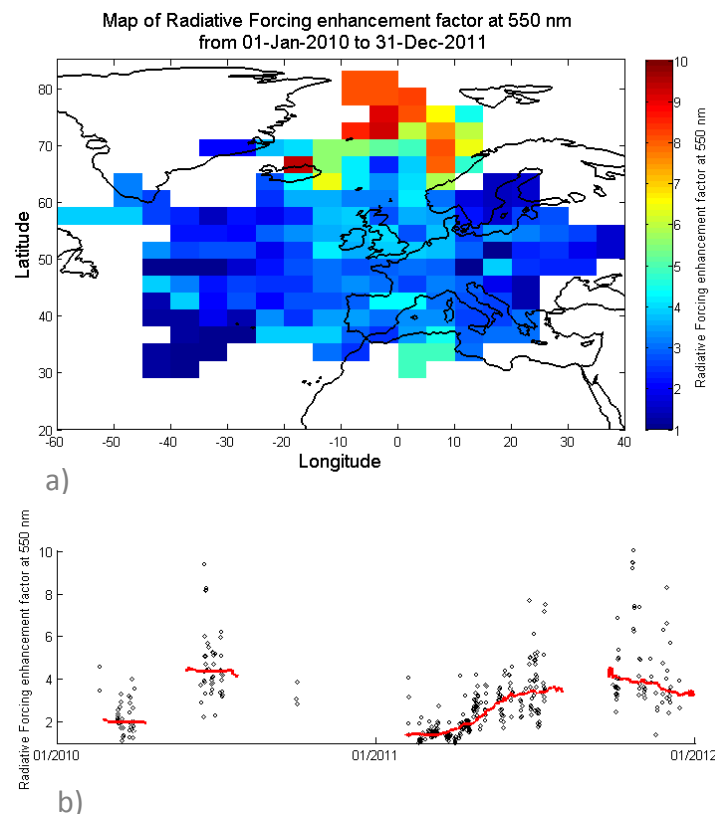 Map of Radiative Forcing enhancement factor at 550 nm
from 01-Jan-2010 to 31-Dec-2011
80
70
60
50
40
30
20
Latitude
-60 -50 -40 -30 -20 -10 0 10 20 30 40
Longitude
10
9
8
7
6
5
4
3
2
1
Radiative Forcing enhancement factor at 550 nm
a)
Radiative Forcing enhancement factor at 550 nm
10
8
6
4
2
01/2010 01/2011 01/2012
b)